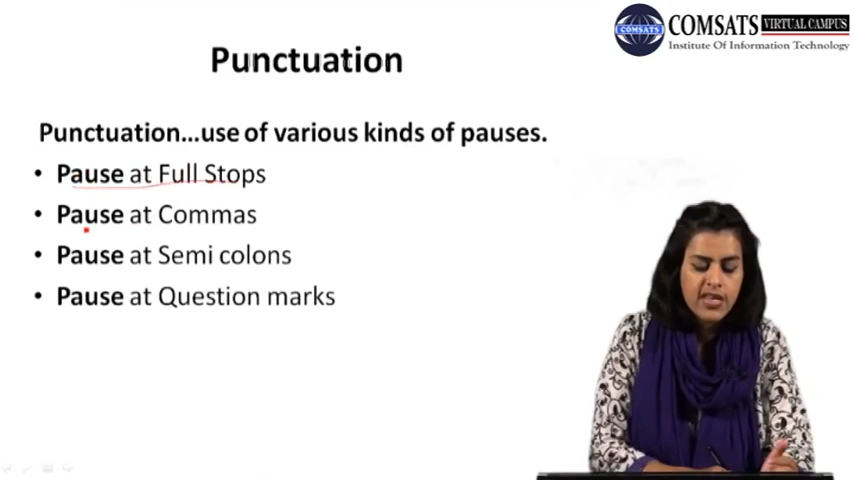 COMSATS VIRTUAL CAMPUS
COMSATS
Institute Of Information Technology
Punctuation
Punctuation...use of various kinds of pauses.
• Pause at Full Stops
• Pause at Commas
• Pause at Semi colons
• Pause at Question marks